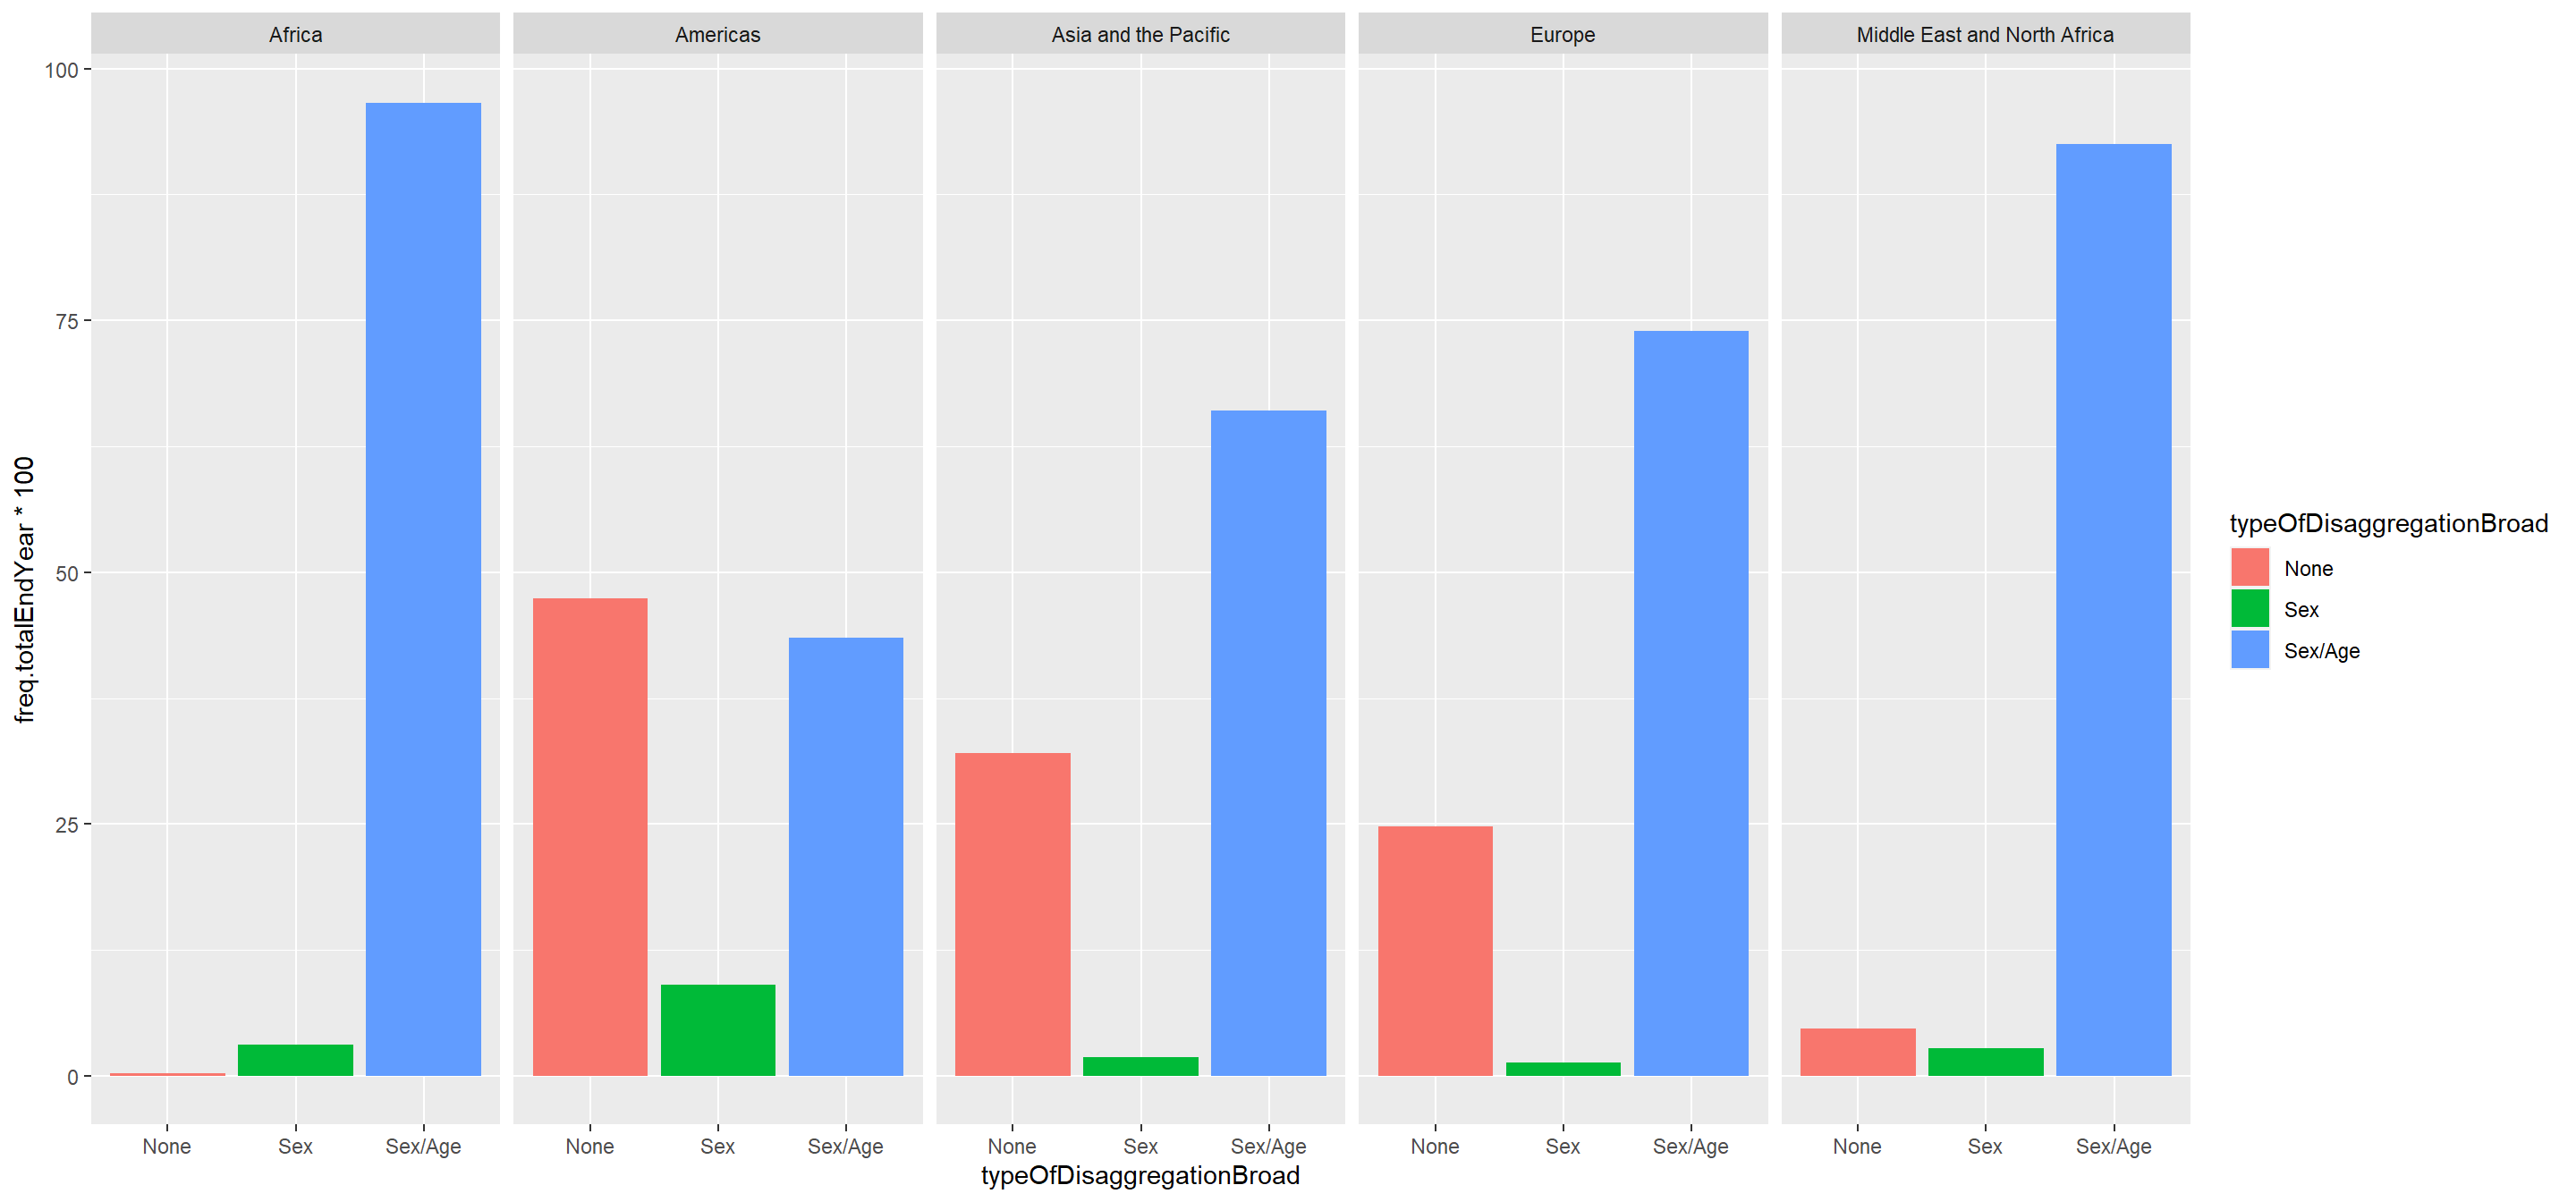 Africa
Americas
Asia and the Pacific
Europe
Middle East and North Africa
100
75
50
25
0
freq.totalEndYear * 100
None Sex Sex/Age
None Sex Sex/Age
None Sex Sex/Age
None Sex Sex/Age
None Sex Sex/Age
typeOfDisaggregationBroad
typeOfDisaggregationBroad
None
Sex
Sex/Age